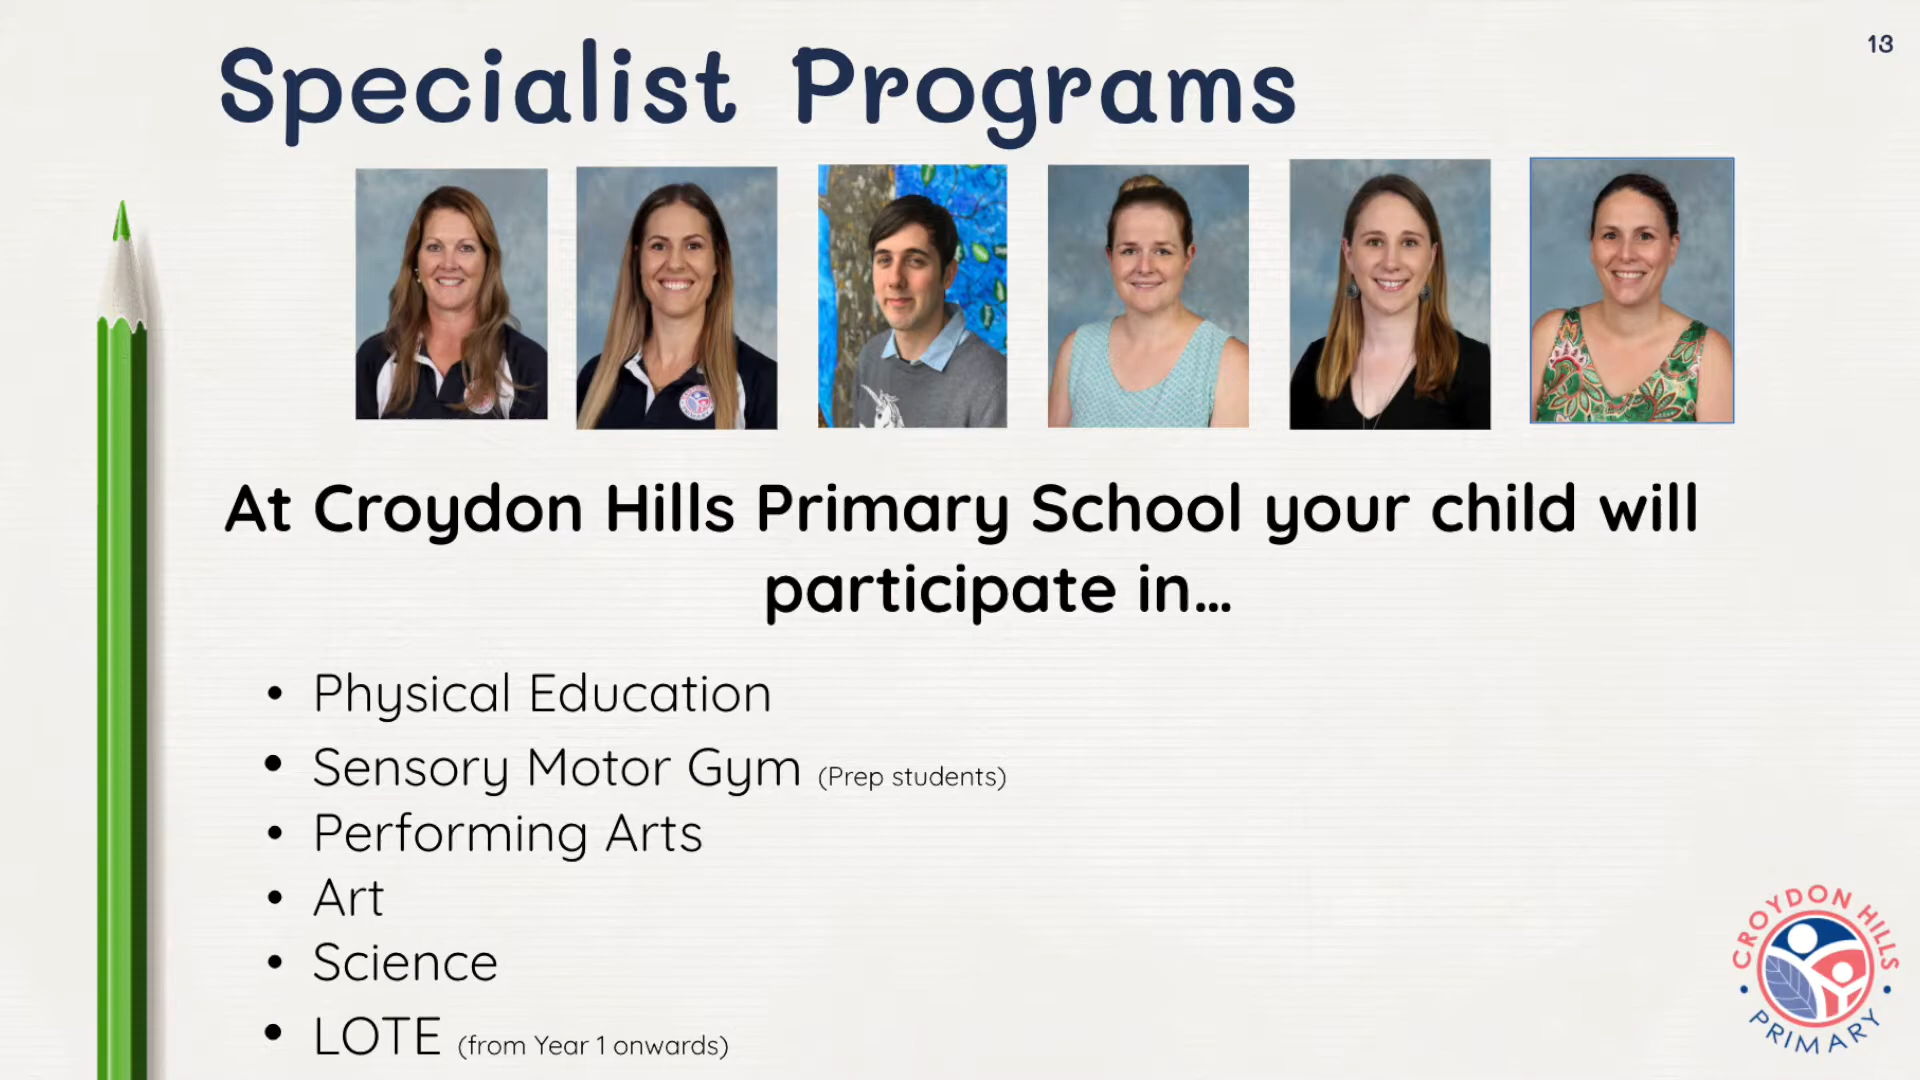 Specialist Programs
13
At Croydon Hills Primary School your child will
participate in...
• Physical Education
• Sensory Motor Gym (Prep students)
• Performing Arts
• Art
• Science
• LOTE (from Year 1 onwards)
CROYDON HILLS
• PRIMARY •